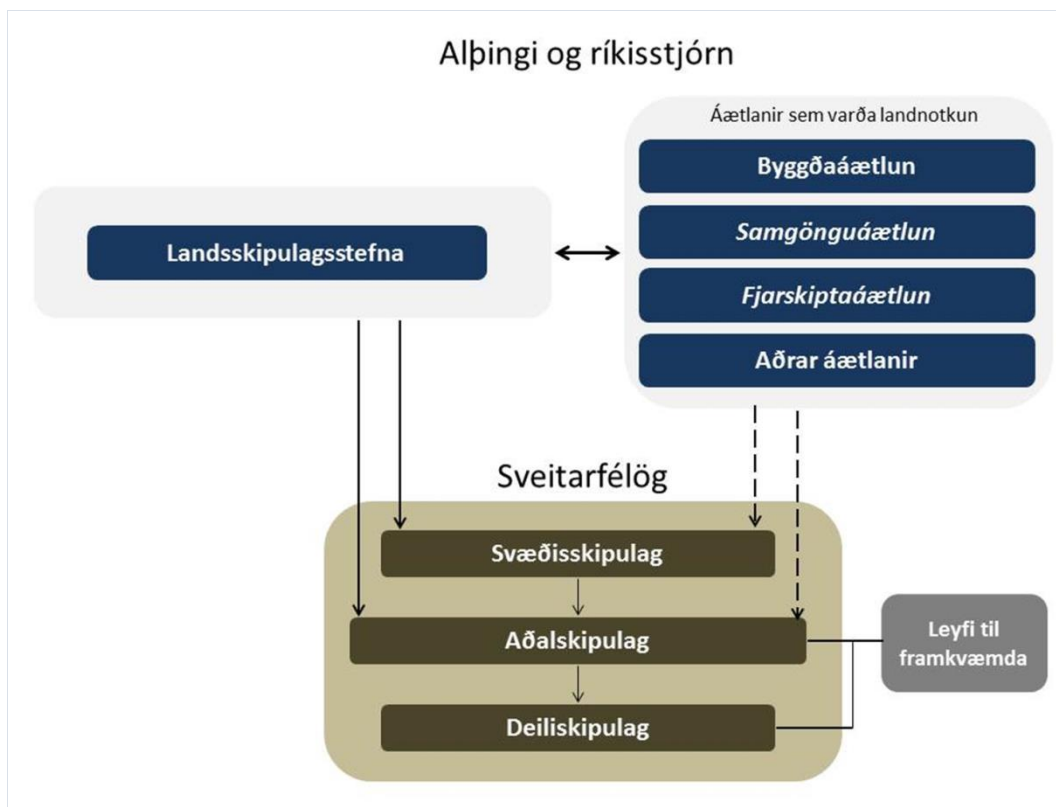 Alþingi og ríkisstjórn
Áætlanir sem varða landnotkun
Byggðaáætlun
Samgönguáætlun
Fjarskiptaáætlun
Aðrar áætlanir
Landsskipulagsstefna
Sveitarfélög
Svæðisskipulag
Aðalskipulag
Deiliskipulag
Leyfi til
framkvæmda